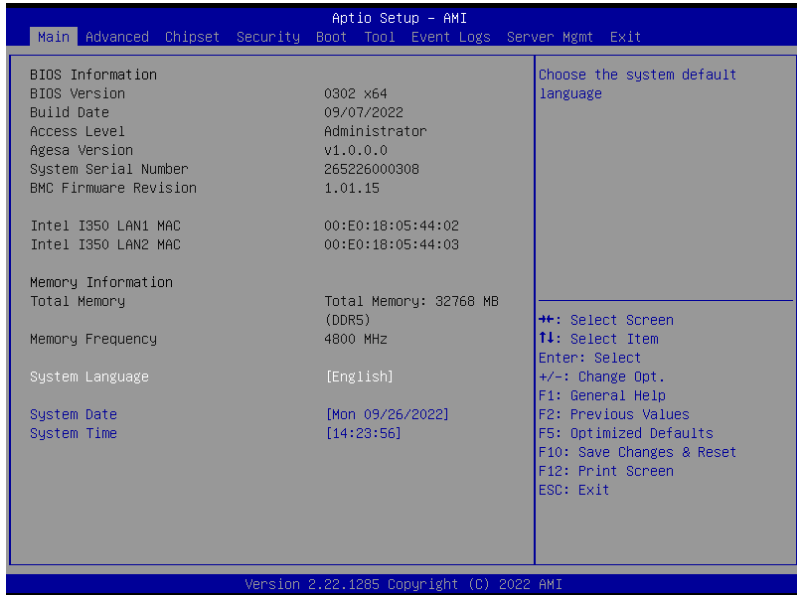 Aptio Setup – AMI
Main Advanced Chipset Security Boot Tool Event Logs Server Mgmt Exit
BIOS Information
BIOS Version 0302 x64
Build Date 09/07/2022
Access Level Administrator
Agesa Version v1.0.0.0
System Serial Number 265226000308
BMC Firmware Revision 1.01.15
Intel I350 LAN1 MAC 00:E0:18:05:44:02
Intel I350 LAN2 MAC 00:E0:18:05:44:03
Memory Information
Total Memory Total Memory: 32768 MB
(DDR5)
Memory Frequency 4800 MHz
System Language [English]
System Date [Mon 09/26/2022]
System Time [14:23:56]
Choose the system default
language
→←: Select Screen
↑↓: Select Item
Enter: Select
+/-: Change Opt.
F1: General Help
F2: Previous Values
F5: Optimized Defaults
F10: Save Changes & Reset
F12: Print Screen
ESC: Exit
Version 2.22.1285 Copyright (C) 2022 AMI